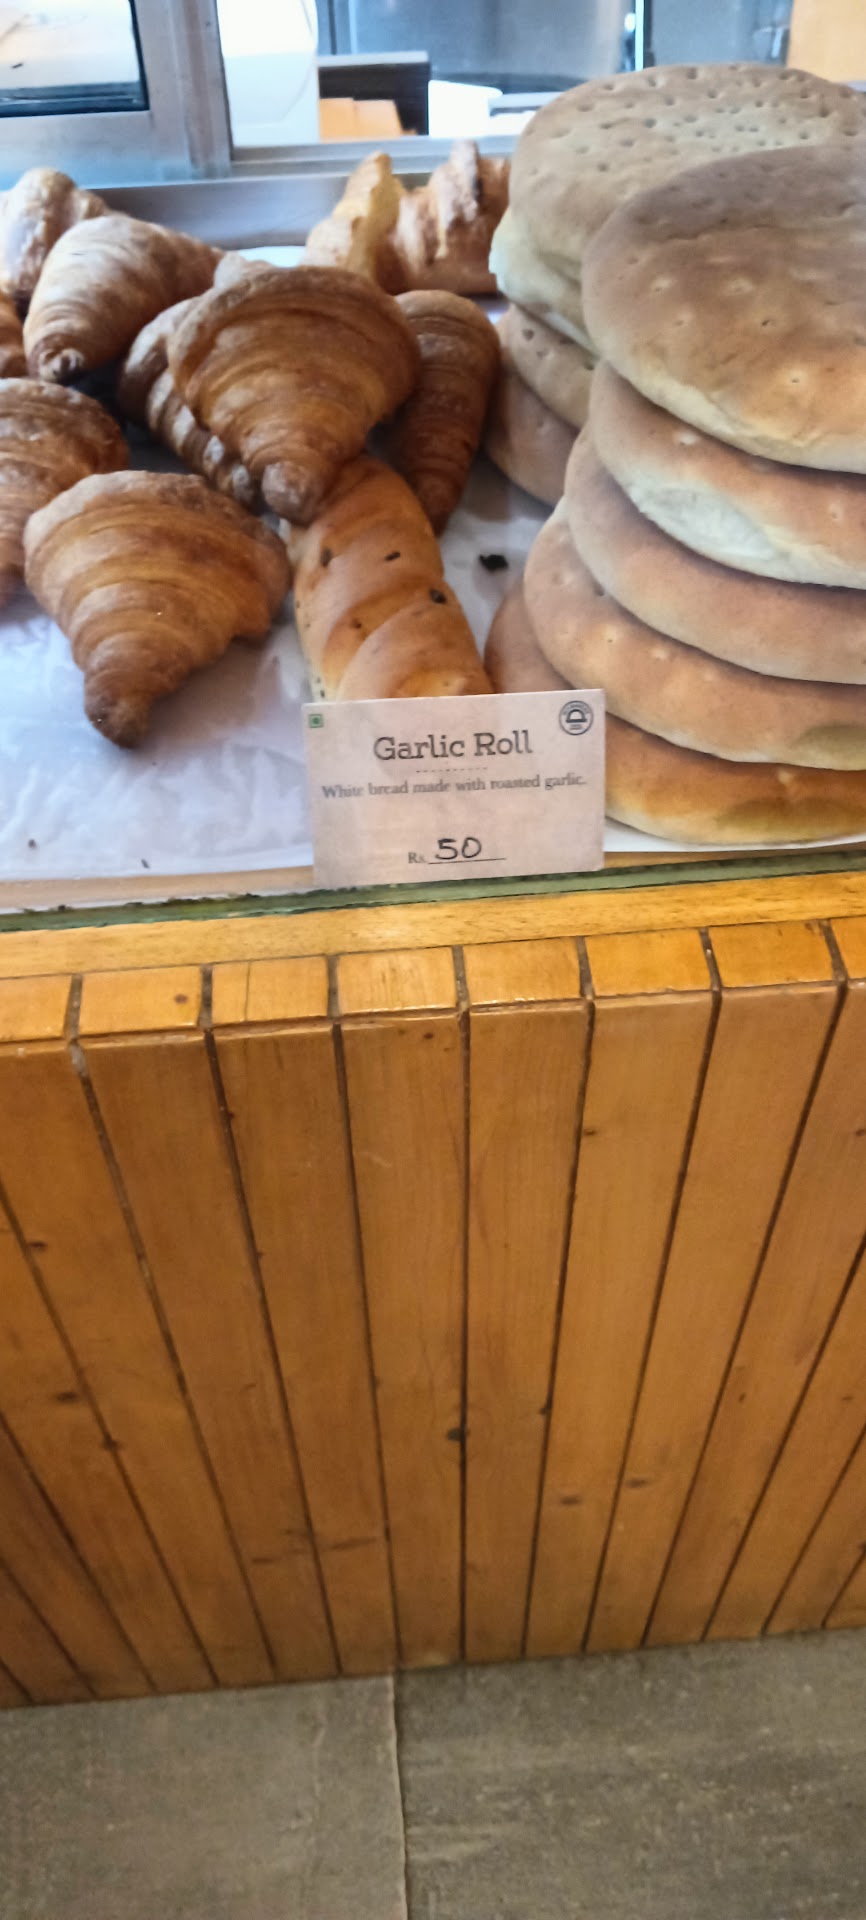 Garlic Roll
White bread made with roasted garlic.
Rs. 50